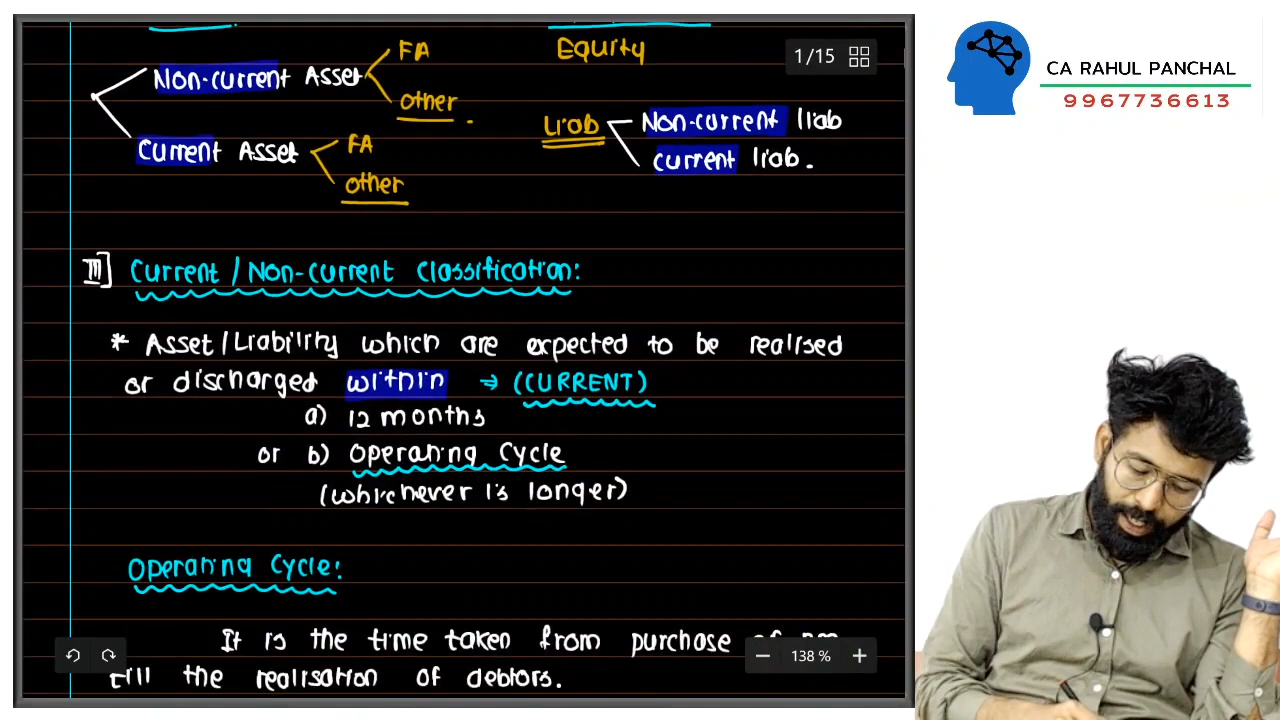 Equity
1/15
Non-current Asset
FA
other
Current Asset
FA
other
Liab
Non-current liab
current liab.
III] Current / Non-current Classification:
* Asset/Liability which are expected to be realised
or discharged within ⇒ (CURRENT)
a) 12 months
or b) Operating Cycle
(whichever is longer)
Operating Cycle:
It is the time taken from purchase of
till the realisation of debtors.
138 %
CA RAHUL PANCHAL
9967736613